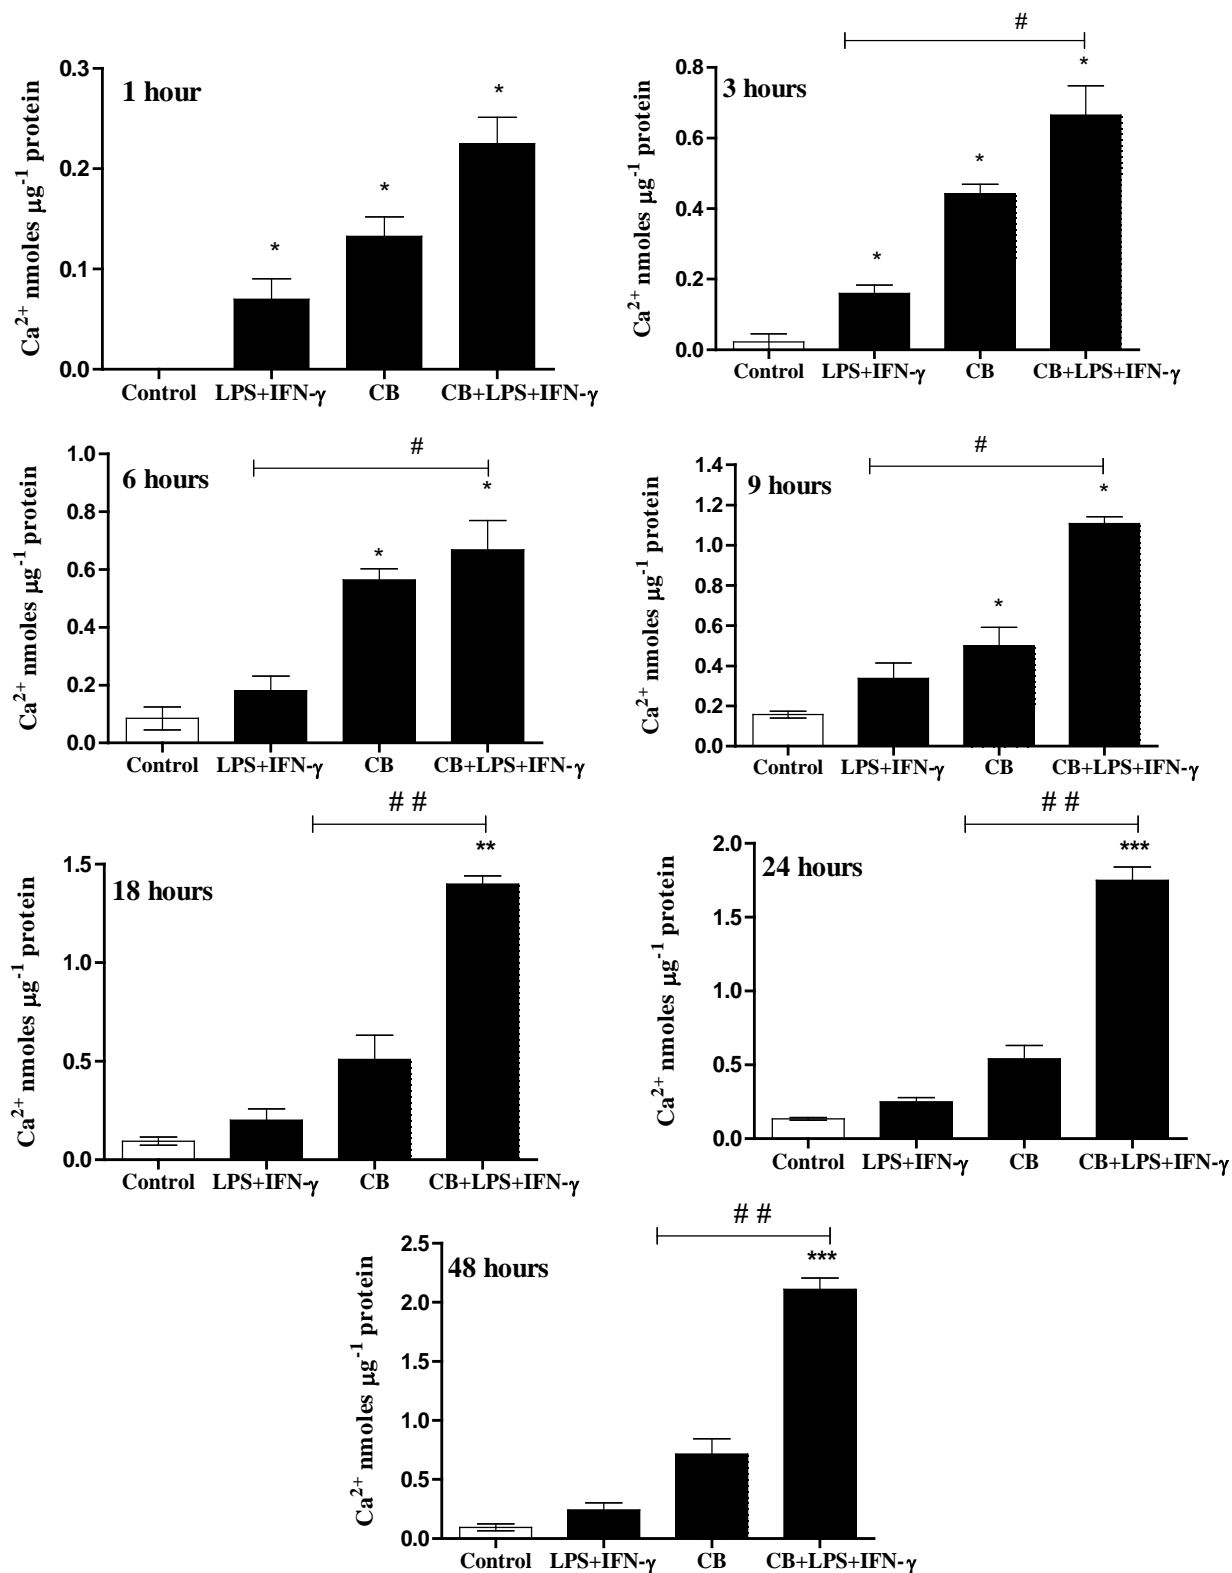 1 hour
Ca²⁺ nmoles µg⁻¹ protein
0.3
0.2
0.1
0.0
*
*
*
Control LPS+IFN-γ CB CB+LPS+IFN-γ
#
3 hours
Ca²⁺ nmoles µg⁻¹ protein
0.8
0.6
0.4
0.2
0.0
*
*
*
Control LPS+IFN-γ CB CB+LPS+IFN-γ
#
6 hours
Ca²⁺ nmoles µg⁻¹ protein
1.0
0.8
0.6
0.4
0.2
0.0
*
*
Control LPS+IFN-γ CB CB+LPS+IFN-γ
#
9 hours
Ca²⁺ nmoles µg⁻¹ protein
1.4
1.2
1.0
0.8
0.6
0.4
0.2
0.0
*
*
Control LPS+IFN-γ CB CB+LPS+IFN-γ
# #
18 hours
Ca²⁺ nmoles µg⁻¹ protein
1.5
1.0
0.5
0.0
**
Control LPS+IFN-γ CB CB+LPS+IFN-γ
# #
24 hours
Ca²⁺ nmoles µg⁻¹ protein
2.0
1.5
1.0
0.5
0.0
***
Control LPS+IFN-γ CB CB+LPS+IFN-γ
# #
48 hours
Ca²⁺ nmoles µg⁻¹ protein
2.5
2.0
1.5
1.0
0.5
0.0
***
Control LPS+IFN-γ CB CB+LPS+IFN-γ